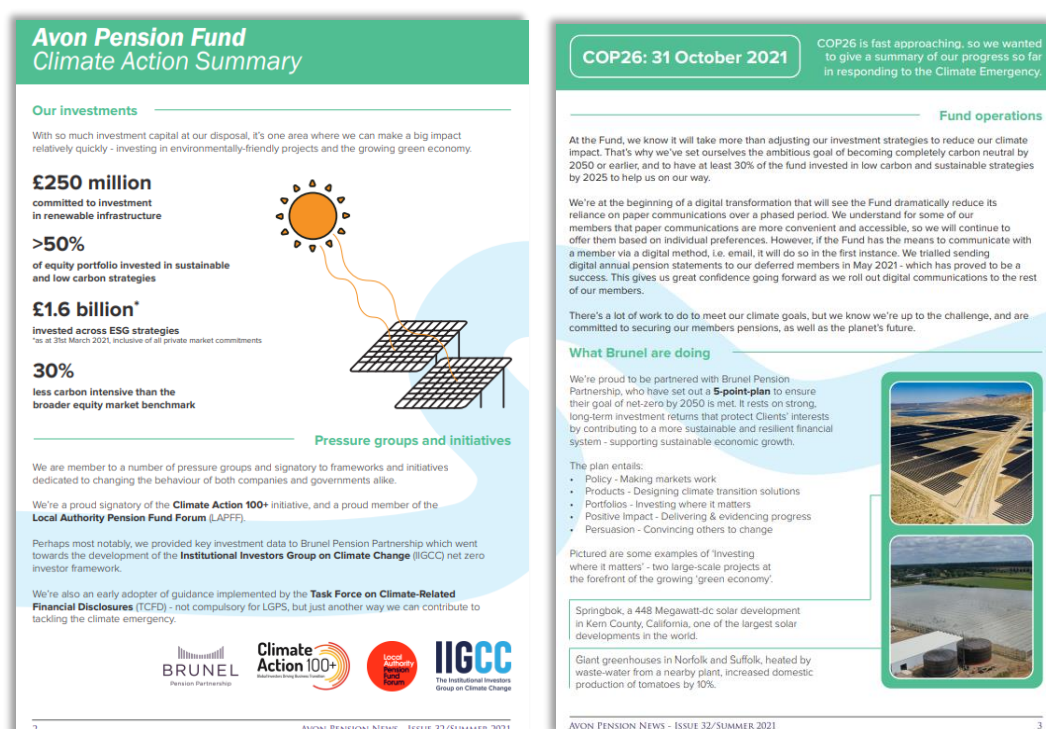 Avon Pension Fund
Climate Action Summary
Our investments
With so much investment capital at our disposal, it's one area where we can make a big impact
relatively quickly - investing in environmentally-friendly projects and the growing green economy.
£250 million
committed to investment
in renewable infrastructure
>50%
of equity portfolio invested in sustainable
and low carbon strategies
£1.6 billion*
invested across ESG strategies
*as at 31st March 2021, inclusive of all private market commitments
30%
less carbon intensive than the
broader equity market benchmark
Pressure groups and initiatives
We are member to a number of pressure groups and signatory to frameworks and initiatives
dedicated to changing the behaviour of both companies and governments alike.
We're a proud signatory of the Climate Action 100+ initiative, and a proud member of the
Local Authority Pension Fund Forum (LAPFF).
Perhaps most notably, we provided key investment data to Brunel Pension Partnership which went
towards the development of the Institutional Investors Group on Climate Change (IIGCC) net zero
investor framework.
We're also an early adopter of guidance implemented by the Task Force on Climate-Related
Financial Disclosures (TCFD) - not compulsory for LGPS, but just another way we can contribute to
tackling the climate emergency.
BRUNEL
Pension Partnership
Climate
Action 100+
Global Investors Driving Business Transition
Local
Authority
Pension
Fund
Forum
IIGCC
The Institutional Investors
Group on Climate Change
2
Avon Pension News - Issue 32/Summer 2021
COP26: 31 October 2021
COP26 is fast approaching, so we wanted
to give a summary of our progress so far
in responding to the Climate Emergency.
Fund operations
At the Fund, we know it will take more than adjusting our investment strategies to reduce our climate
impact. That's why we've set ourselves the ambitious goal of becoming completely carbon neutral by
2050 or earlier, and to have at least 30% of the fund invested in low carbon and sustainable strategies
by 2025 to help us on our way.
We're at the beginning of a digital transformation that will see the Fund dramatically reduce its
reliance on paper communications over a phased period. We understand for some of our
members that paper communications are more convenient and accessible, so we will continue to
offer them based on individual preferences. However, if the Fund has the means to communicate with
a member via a digital method, i.e. email, it will do so in the first instance. We trialled sending
digital annual pension statements to our deferred members in May 2021 - which has proved to be a
success. This gives us great confidence going forward as we roll out digital communications to the rest
of our members.
There's a lot of work to do to meet our climate goals, but we know we're up to the challenge, and are
committed to securing our members pensions, as well as the planet's future.
What Brunel are doing
We're proud to be partnered with Brunel Pension
Partnership, who have set out a 5-point-plan to ensure
their goal of net-zero by 2050 is met. It rests on strong,
long-term investment returns that protect Clients' interests
by contributing to a more sustainable and resilient financial
system - supporting sustainable economic growth.
The plan entails:
• Policy - Making markets work
• Products - Designing climate transition solutions
• Portfolios - Investing where it matters
• Positive Impact - Delivering & evidencing progress
• Persuasion - Convincing others to change
Pictured are some examples of 'Investing
where it matters' - two large-scale projects at
the forefront of the growing 'green economy'.
Springbok, a 448 Megawatt-dc solar development
in Kern County, California, one of the largest solar
developments in the world.
Giant greenhouses in Norfolk and Suffolk, heated by
waste-water from a nearby plant, increased domestic
production of tomatoes by 10%.
Avon Pension News - Issue 32/Summer 2021
3